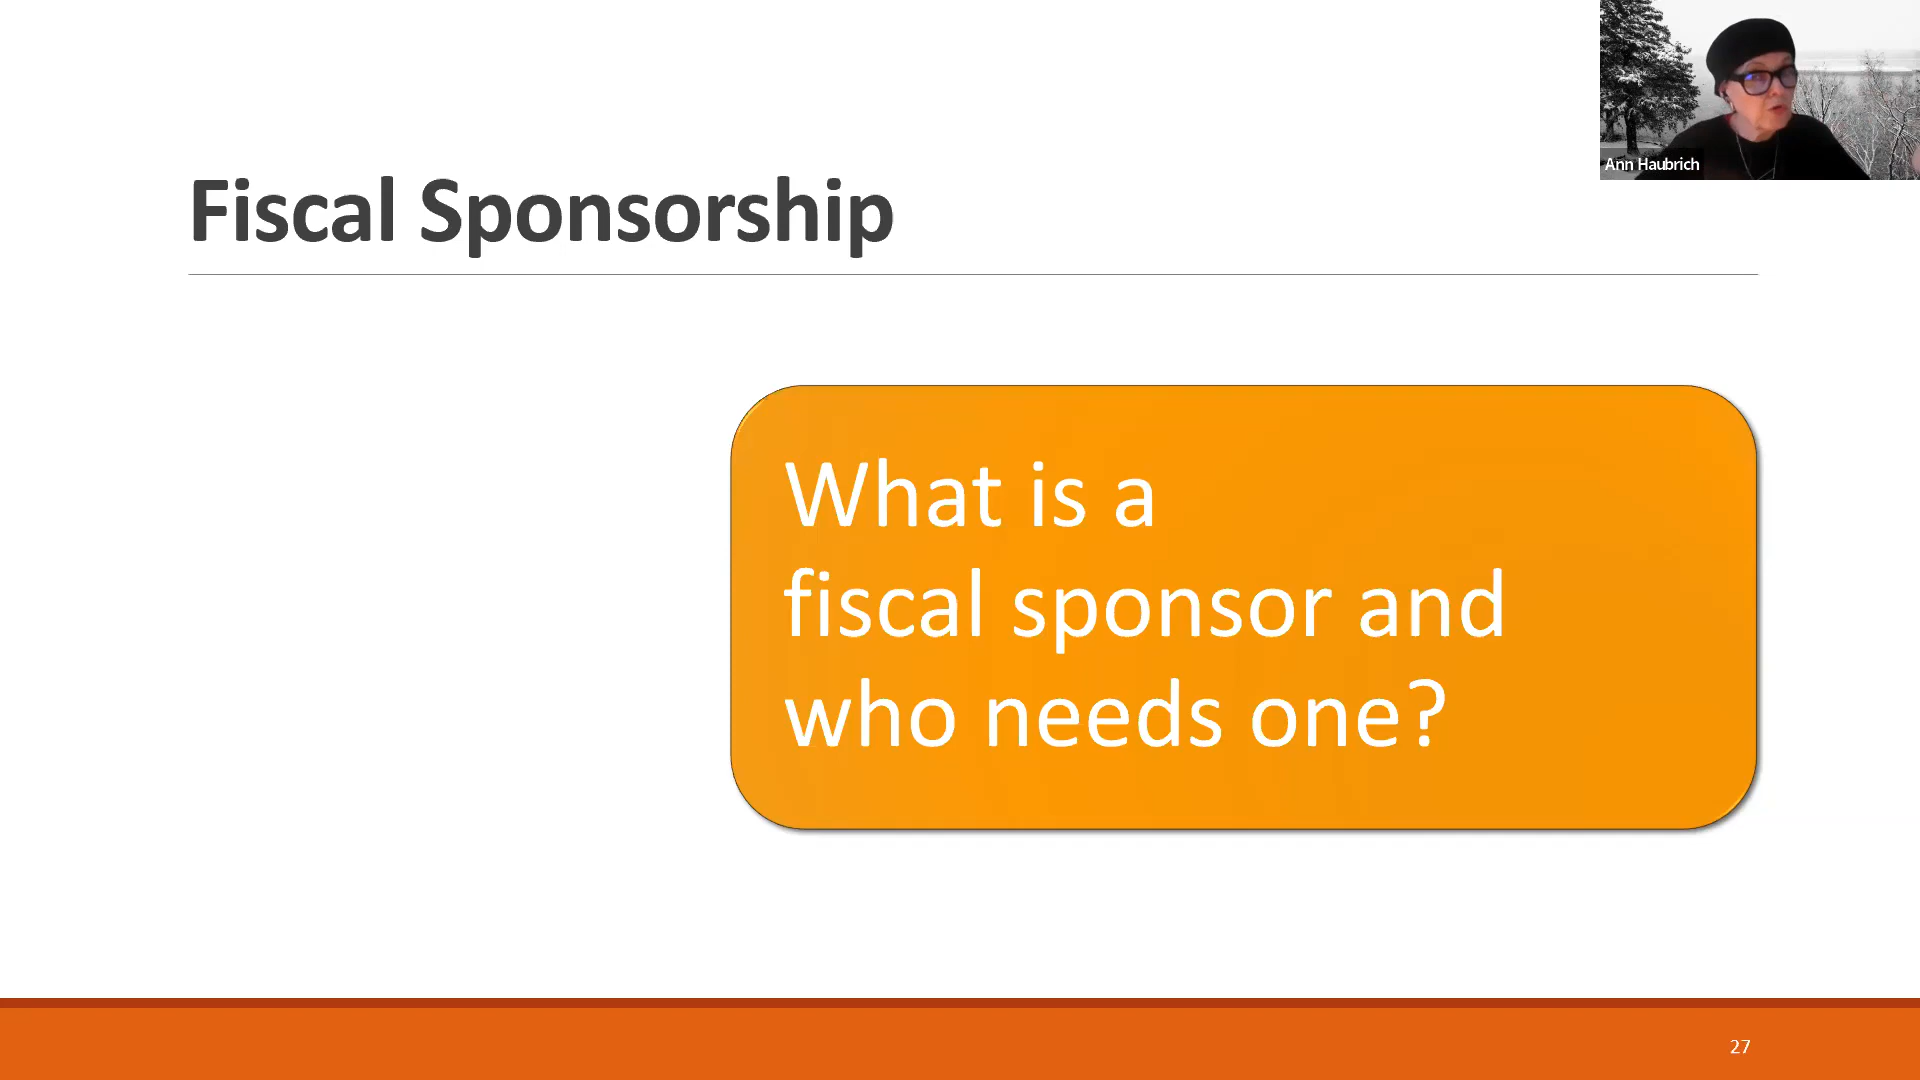 Ann Haubrich
Fiscal Sponsorship
What is a
fiscal sponsor and
who needs one?
27